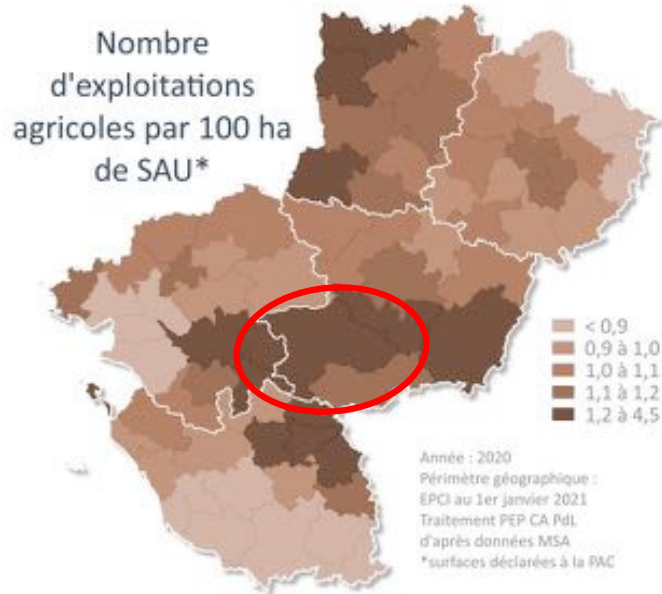 Nombre
d'exploitations
agricoles par 100 ha
de SAU*
< 0,9
0,9 à 1,0
1,0 à 1,1
1,1 à 1,2
1,2 à 4,5
Année : 2020
Périmètre géographique :
EPCI au 1er janvier 2021
Traitement PEP CA PdL
d'après données MSA
*surfaces déclarées à la PAC